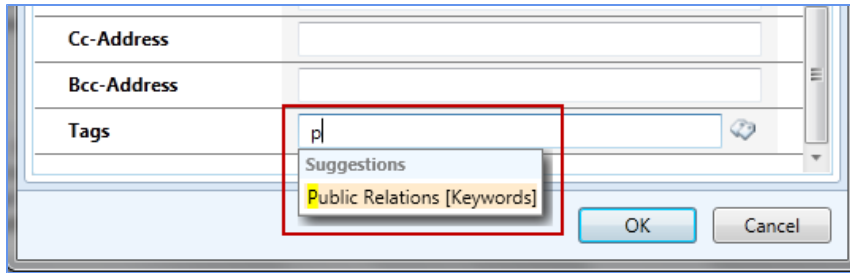 Cc-Address
Bcc-Address
Tags p
Suggestions
Public Relations [Keywords]
OK Cancel